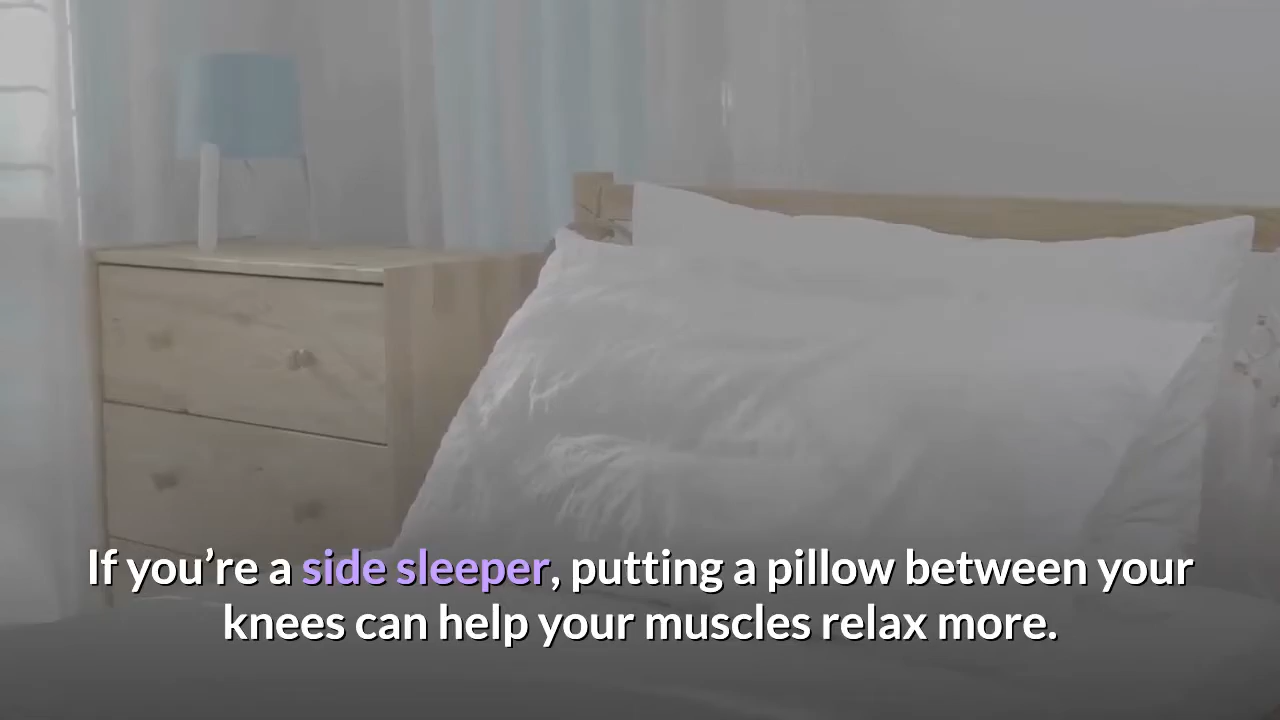 If you’re a side sleeper, putting a pillow between your
knees can help your muscles relax more.